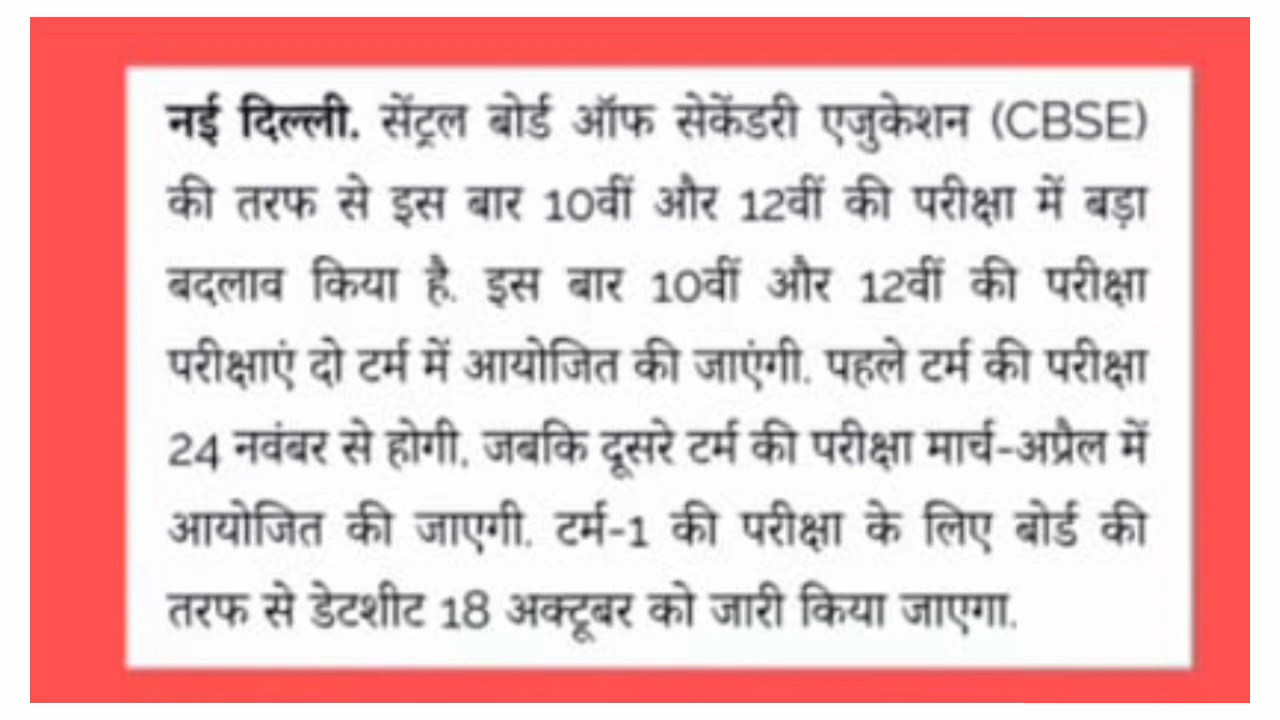 नई दिल्ली. सेंट्रल बोर्ड ऑफ सेकेंडरी एजुकेशन (CBSE)
की तरफ से इस बार 10वीं और 12वीं की परीक्षा में बड़ा
बदलाव किया है. इस बार 10वीं और 12वीं की परीक्षा
परीक्षाएं दो टर्म में आयोजित की जाएंगी. पहले टर्म की परीक्षा
24 नवंबर से होगी, जबकि दूसरे टर्म की परीक्षा मार्च-अप्रैल में
आयोजित की जाएगी. टर्म-1 की परीक्षा के लिए बोर्ड की
तरफ से डेटशीट 18 अक्टूबर को जारी किया जाएगा.